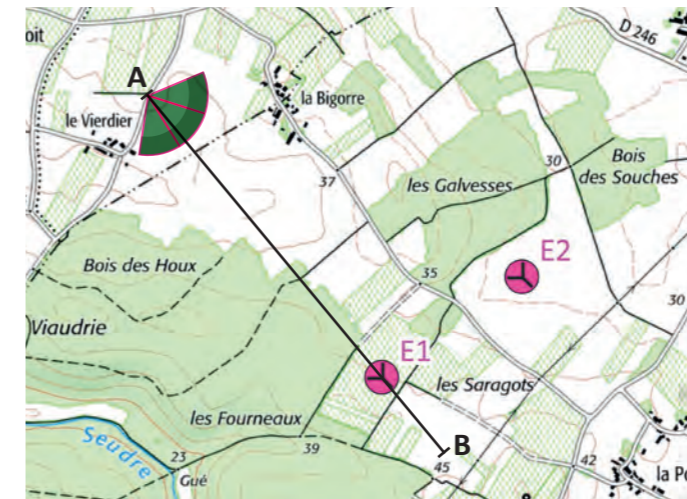 oit
D 246
A
la Bigorre
le Vierdier
30
Bois
des Souches
37
les Galvesses
E2
Bois des Houx
35
30
Viaudrie
E1
les Saragots
les Fourneaux
B
Seudre
23
39
45
42
Gué
la Po